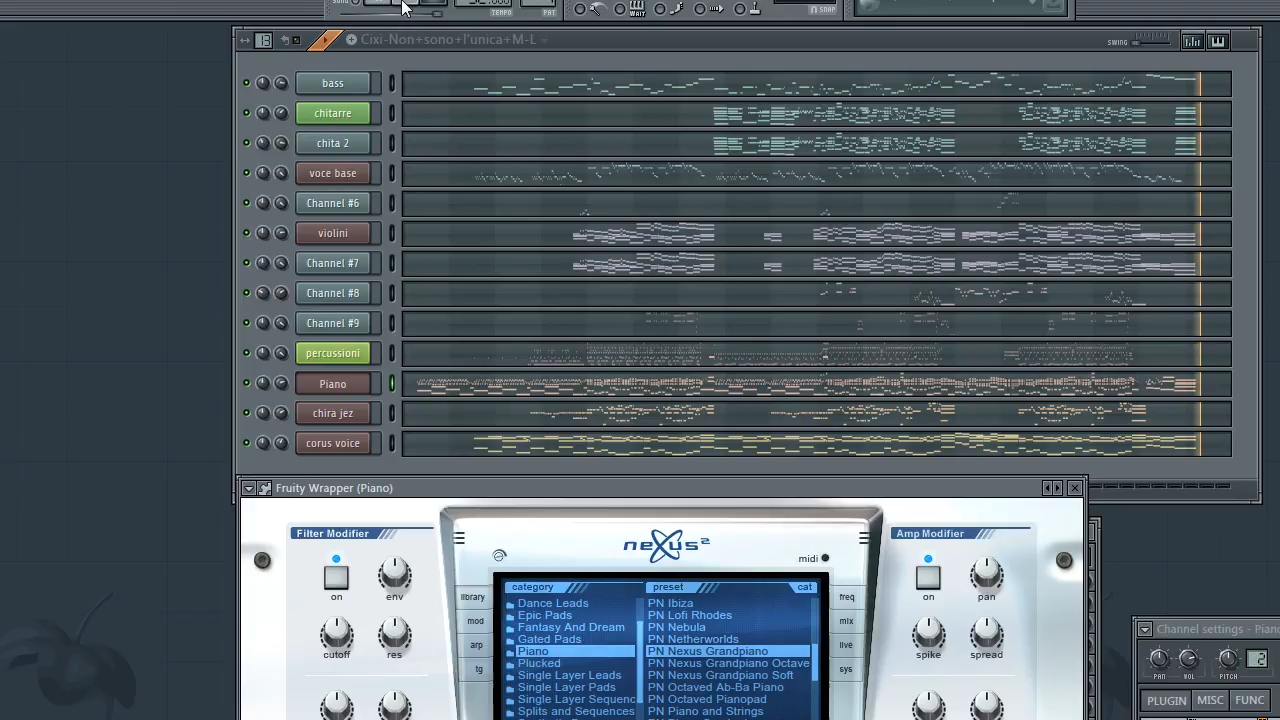 SONG
TEMPO
PAT
WAIT
SNAP
Cixi-Non+sono+l'unica+M-L
SWING
bass
chitarre
chita 2
voce base
Channel #6
violini
Channel #7
Channel #8
Channel #9
percussioni
Piano
chira jez
corus voice
Fruity Wrapper (Piano)
Filter Modifier
on
env
cutoff
res
nexus²
midi
library
mod
arp
tg
category
Dance Leads
Epic Pads
Fantasy And Dream
Gated Pads
Piano
Plucked
Single Layer Leads
Single Layer Pads
Single Layer Sequenc
Splits and Sequences
preset
cat
PN Ibiza
PN Lofi Rhodes
PN Nebula
PN Netherworlds
PN Nexus Grandpiano
PN Nexus Grandpiano Octave
PN Nexus Grandpiano Soft
PN Octaved Ab-Ba Piano
PN Octaved Pianopad
PN Piano and Strings
freq
mix
live
sys
Amp Modifier
on
pan
spike
spread
Channel settings - Piano
PAN
VOL
PITCH
2
PLUGIN
MISC
FUNC